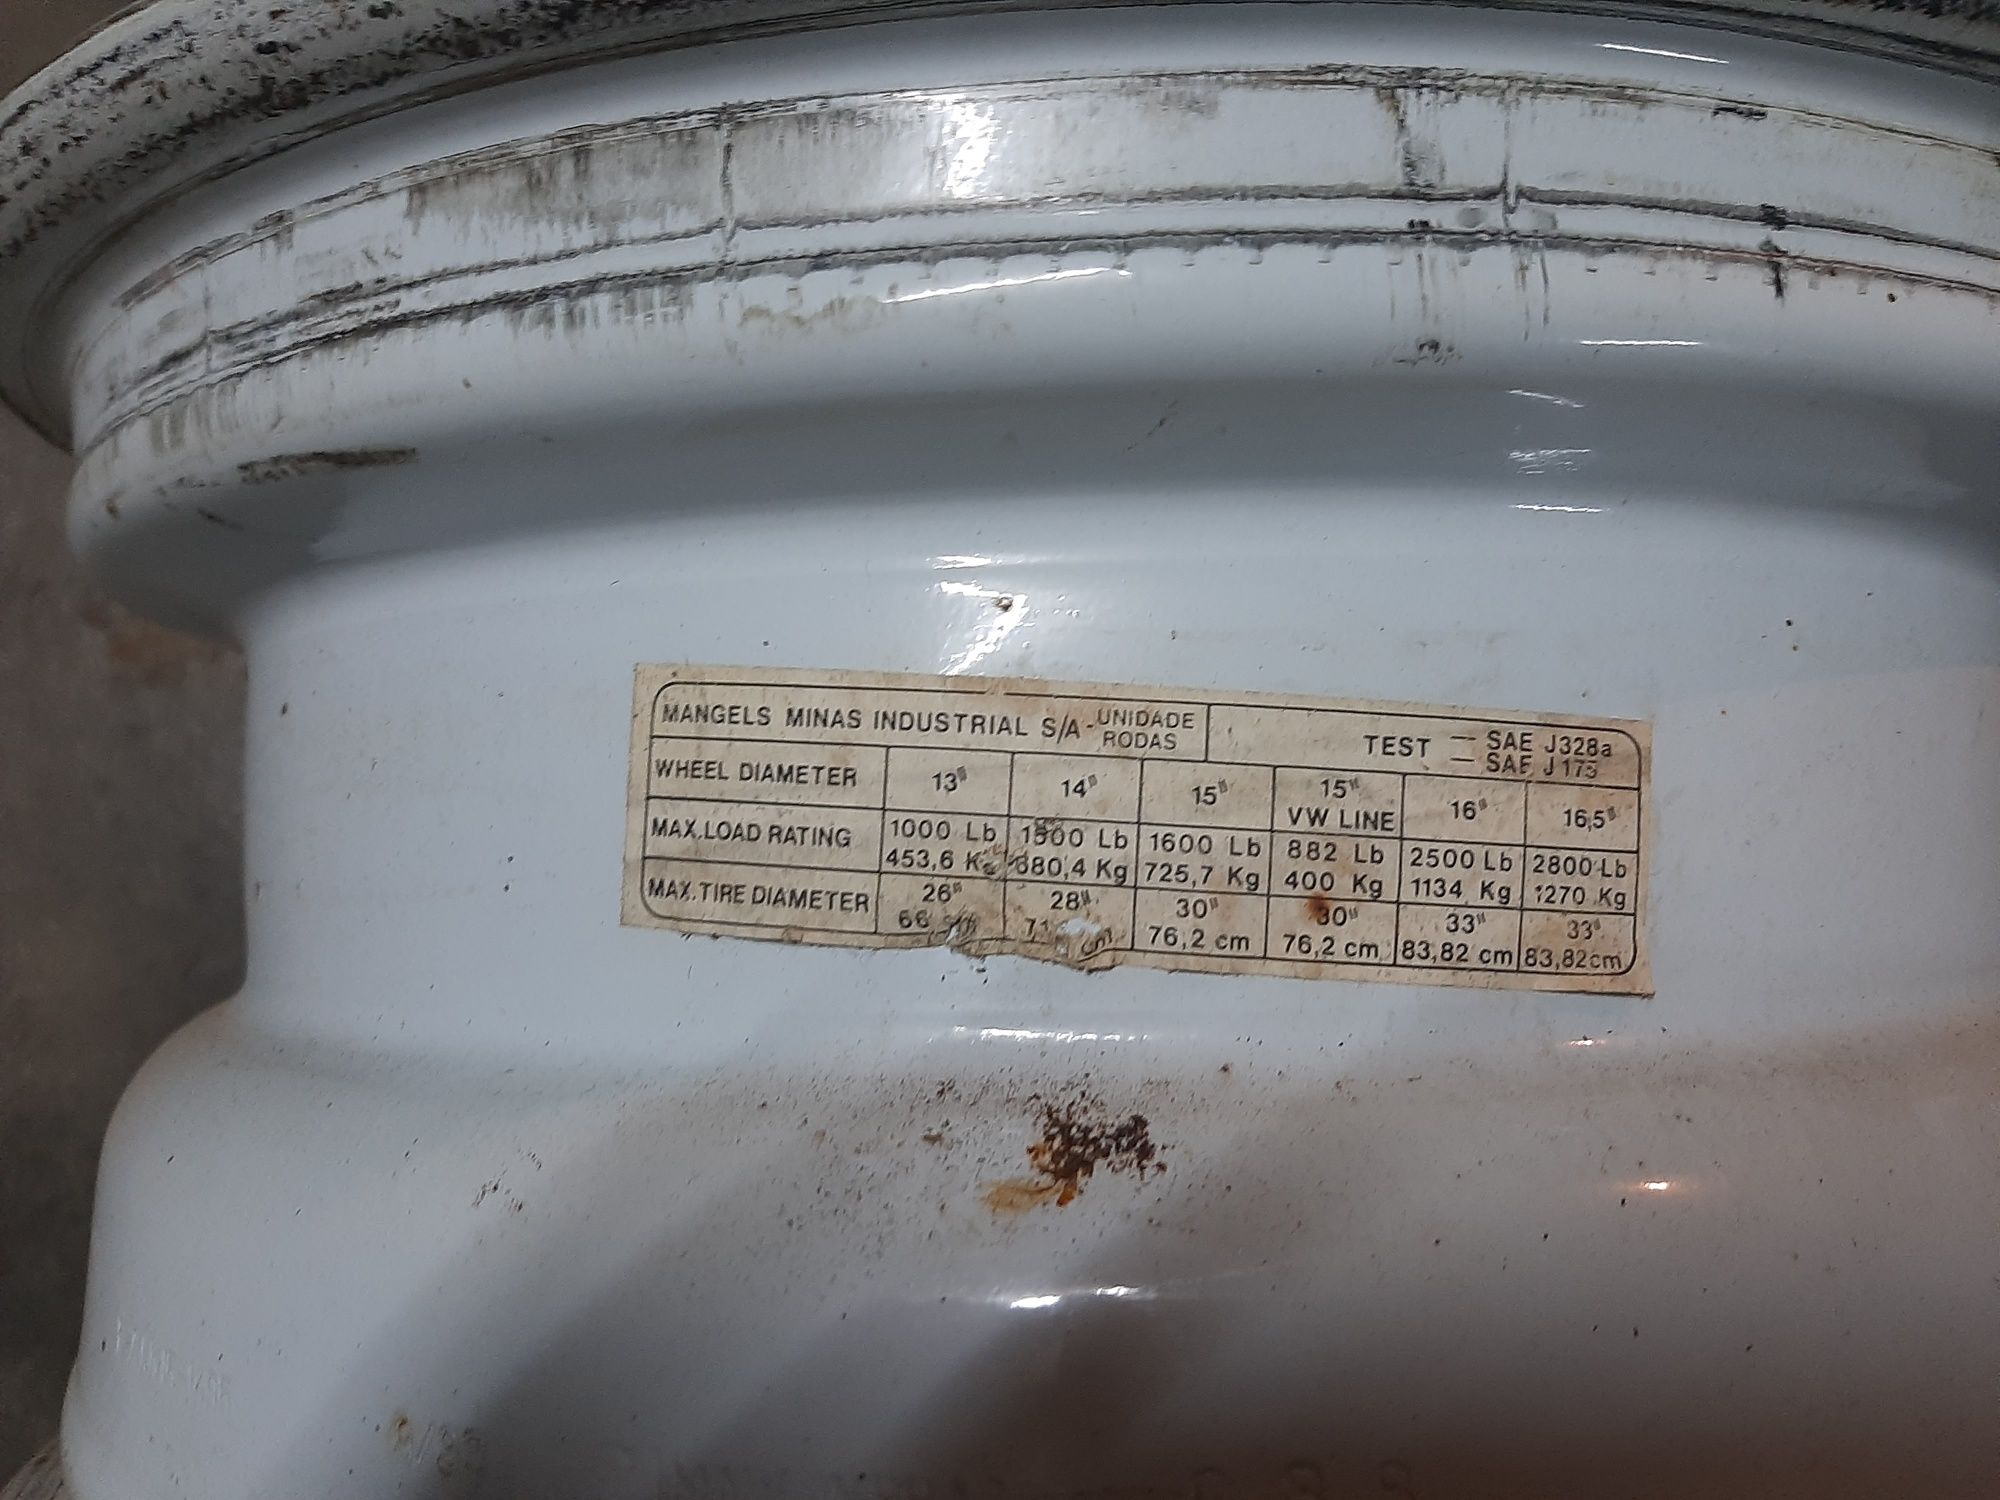 MANGELS MINAS INDUSTRIAL S/A - UNIDADE RODAS
TEST — SAE J328a
— SAE J175
WHEEL DIAMETER 13" 14" 15" 15" VW LINE 16" 16,5"
MAX.LOAD RATING 1000 Lb 1500 Lb 1600 Lb 882 Lb 2500 Lb 2800 Lb
453,6 Kg 680,4 Kg 725,7 Kg 400 Kg 1134 Kg 1270 Kg
MAX.TIRE DIAMETER 26" 28" 30" 30" 33" 33"
66 71 cm 76,2 cm 76,2 cm 83,82 cm 83,82cm